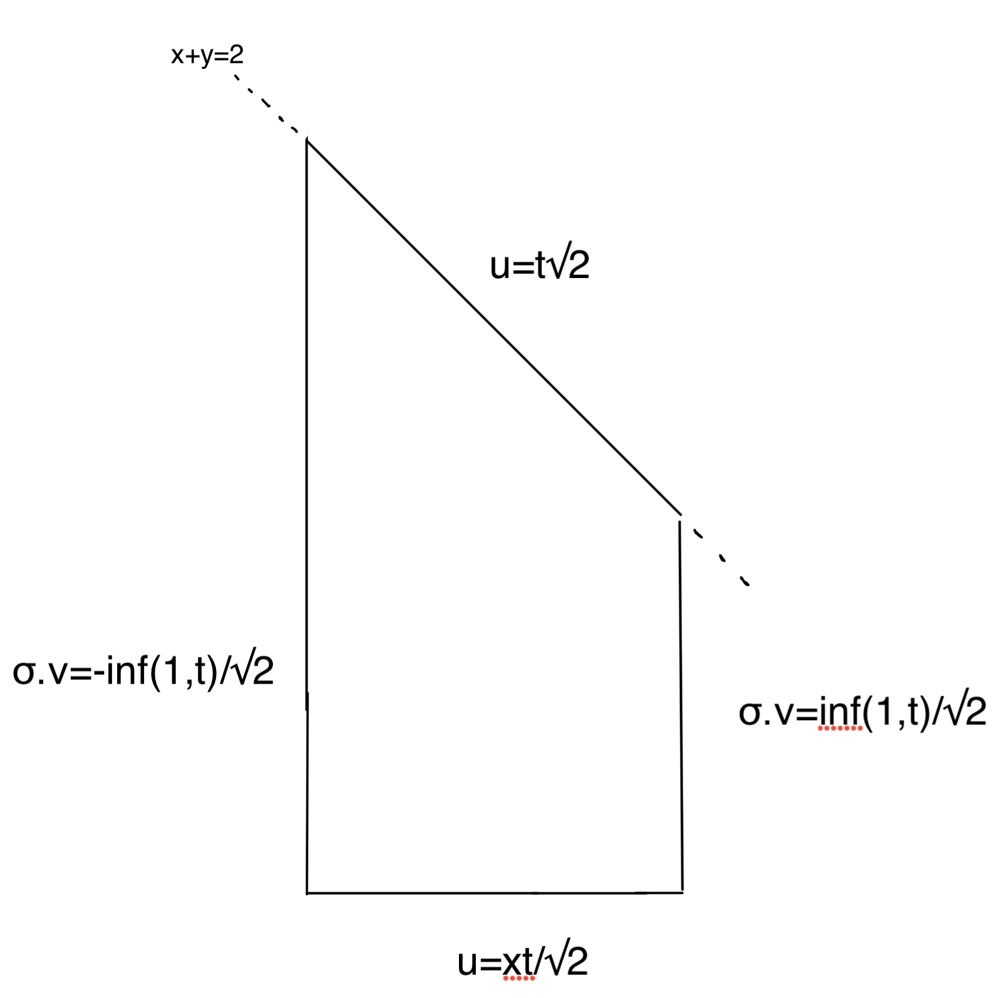 x+y=2
u=t√2
σ.v=-inf(1,t)/√2
σ.v=inf(1,t)/√2
u=xt/√2